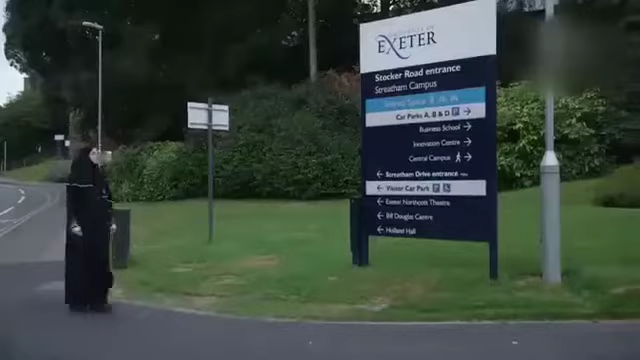 UNIVERSITY OF
EXETER
Stocker Road entrance
Streatham Campus
Car Parks A, B & D P →
Business School →
Innovation Centre →
Central Campus →
← Streatham Drive entrance
← Visitor Car Park P
← Exeter Northcott Theatre
← Bill Douglas Centre
← Holland Hall